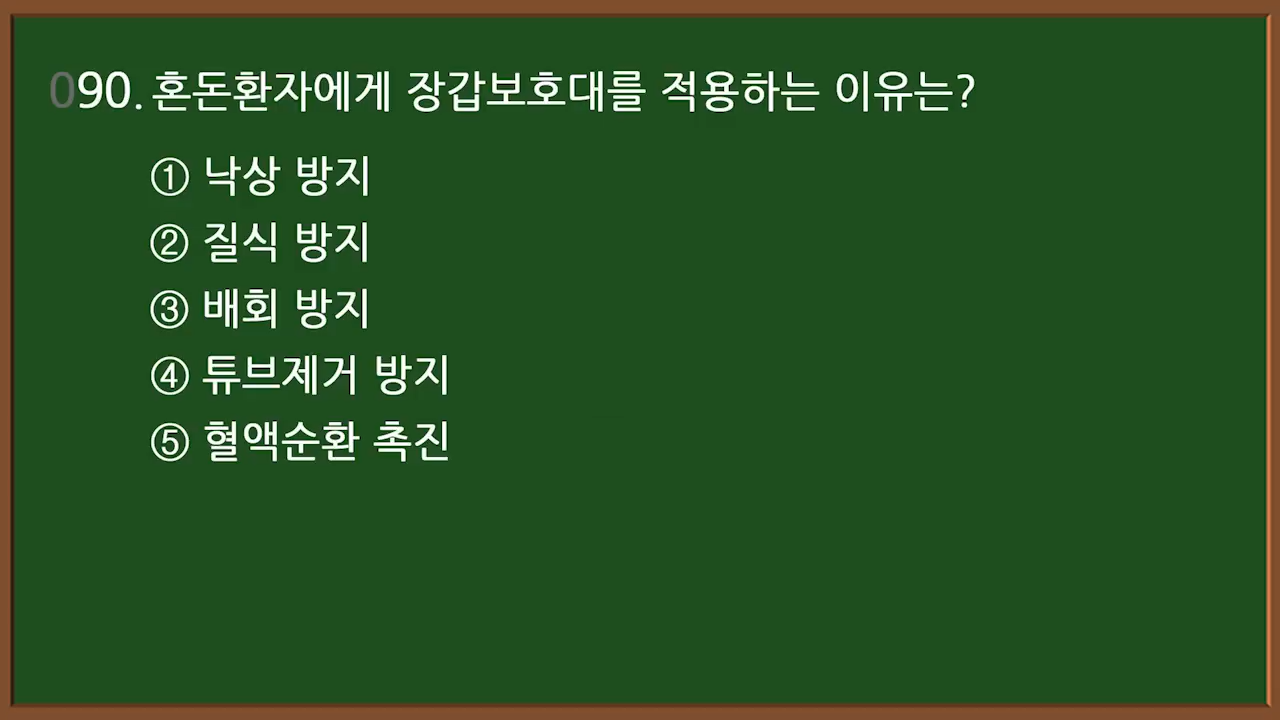 090. 혼돈환자에게 장갑보호대를 적용하는 이유는?
① 낙상 방지
② 질식 방지
③ 배회 방지
④ 튜브제거 방지
⑤ 혈액순환 촉진